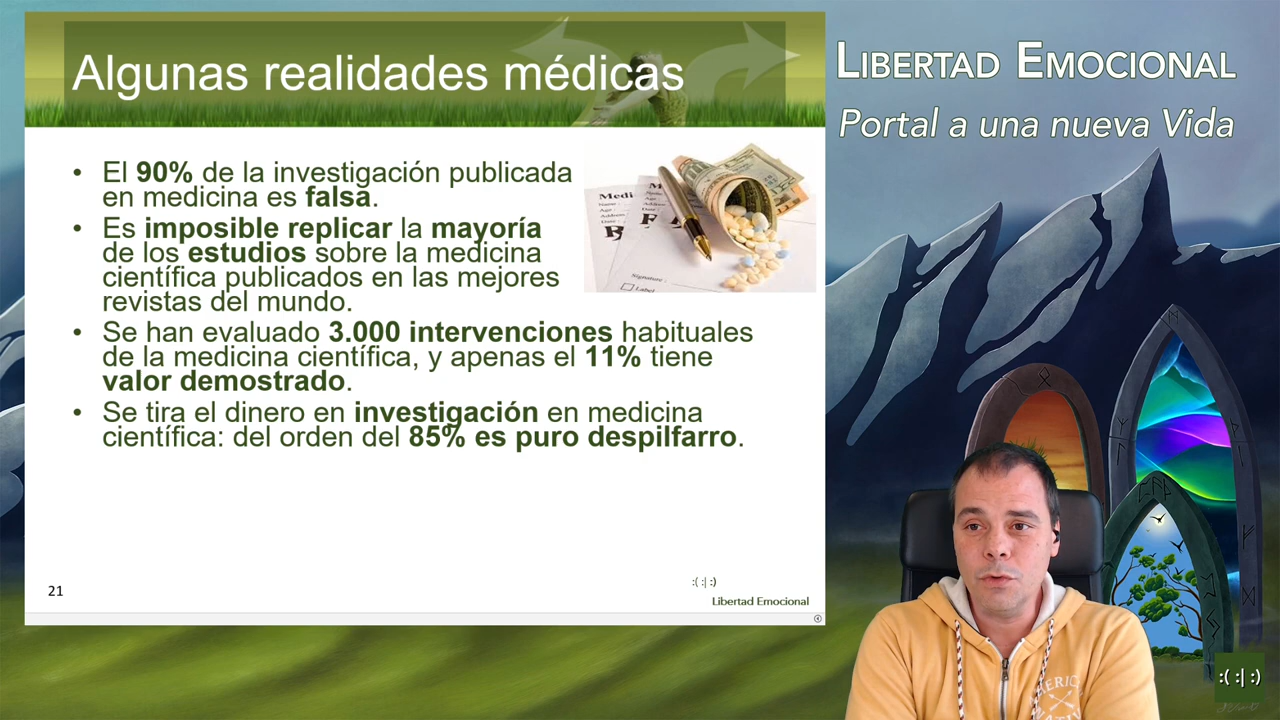 Algunas realidades médicas
LIBERTAD EMOCIONAL
Portal a una nueva Vida
• El 90% de la investigación publicada
en medicina es falsa.
• Es imposible replicar la mayoría
de los estudios sobre la medicina
científica publicados en las mejores
revistas del mundo.
• Se han evaluado 3.000 intervenciones habituales
de la medicina científica, y apenas el 11% tiene
valor demostrado.
• Se tira el dinero en investigación en medicina
científica: del orden del 85% es puro despilfarro.
Signature
Label
21
:( :| :)
Libertad Emocional
:( :| :)